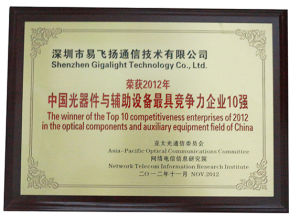 深圳市易飞扬通信技术有限公司
Shenzhen Gigalight Technology Co., Ltd.
荣获2012年
中国光器件与辅助设备最具竞争力企业10强
The winner of the Top 10 competitiveness enterprises of 2012
in the optical components and auxiliary equipment field of China
亚太光通信委员会
Asia-Pacific Optical Communications Committee
网络电信信息研究院
Network Telecom Information Research Institute
二〇一二年十一月 NOV.2012